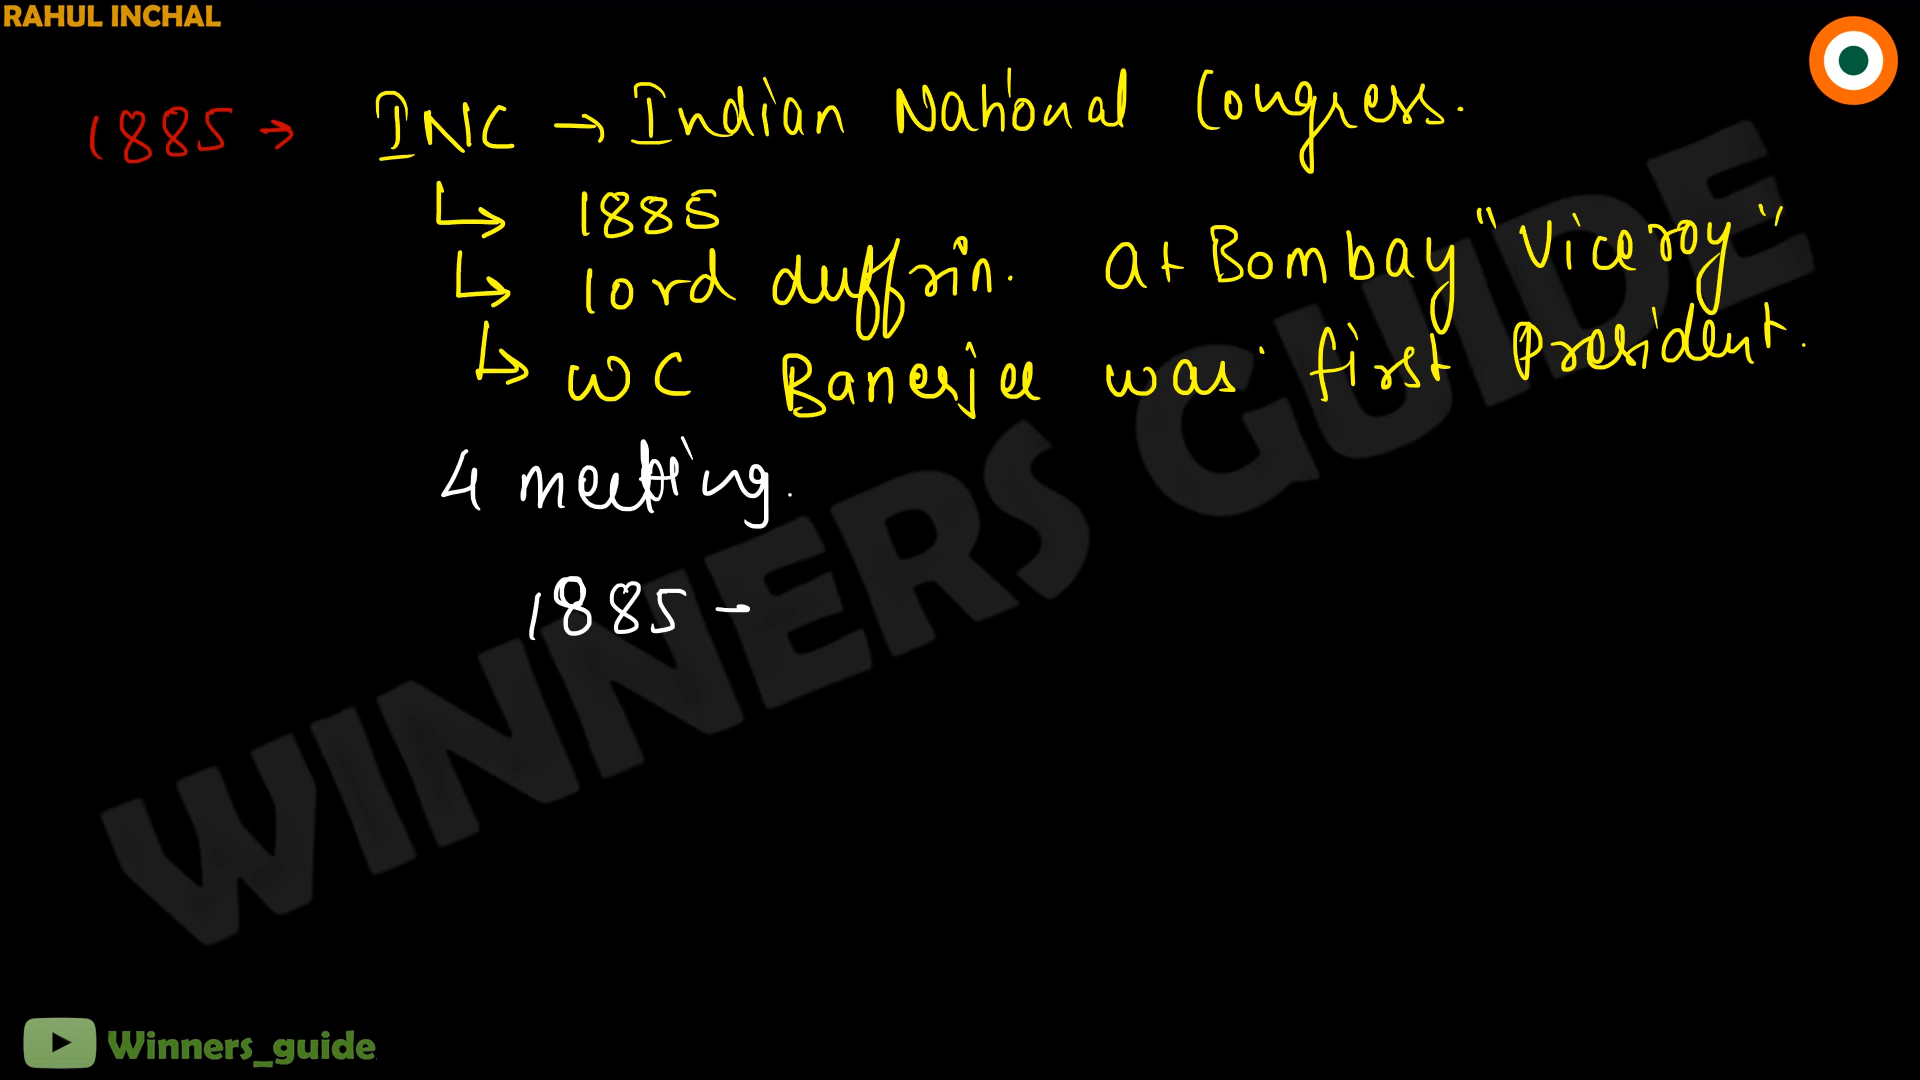 RAHUL INCHAL
1885 → INC → Indian National Congress.
↳ 1885
↳ lord duffrin. at Bombay "Viceroy"
↳ WC Banerjee was first President.
4 meeting.
1885 -
WINNERS GUIDE
Winners_guide